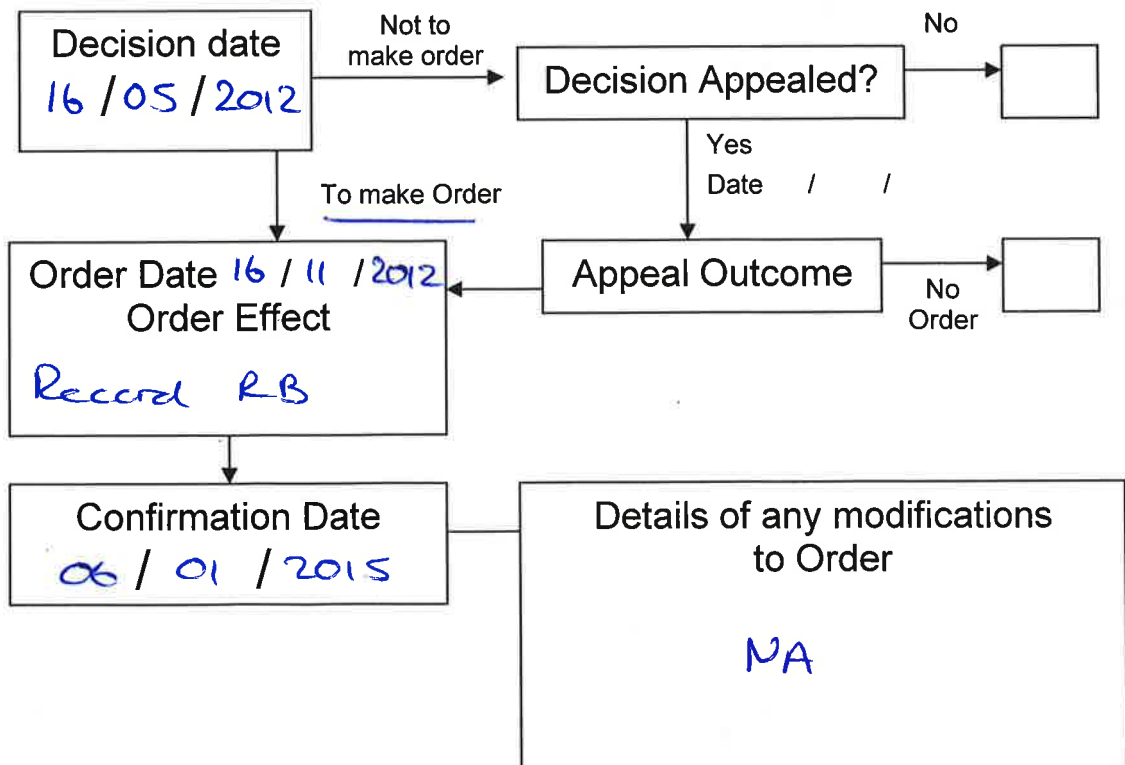 Decision date
16 / 05 / 2012
Not to
make order
Decision Appealed?
No
Yes
Date / /
To make Order
Order Date 16 / 11 / 2012
Order Effect
Record RB
Appeal Outcome
No
Order
Confirmation Date
06 / 01 / 2015
Details of any modifications
to Order
NA